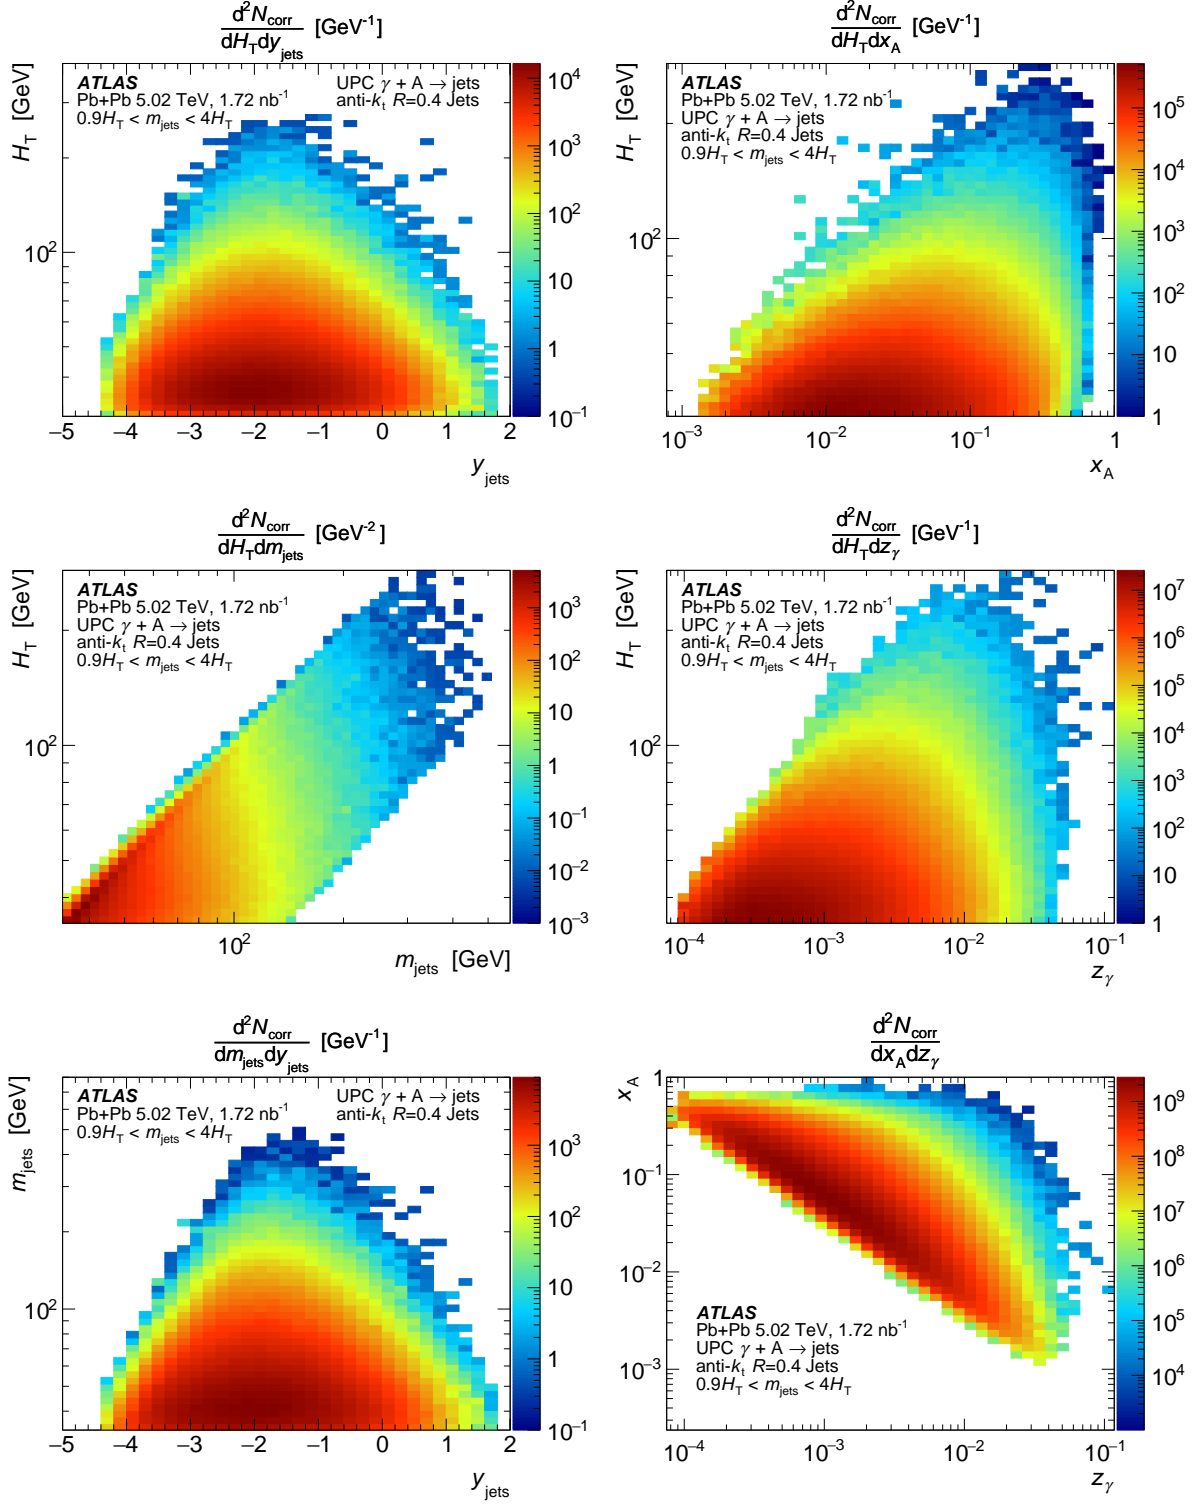 d²N_corr / dH_T dy_jets [GeV⁻¹]
H_T [GeV]
ATLAS
UPC γ + A → jets
Pb+Pb 5.02 TeV, 1.72 nb⁻¹
anti-k_t R=0.4 Jets
0.9H_T < m_jets < 4H_T
10²
−5 −4 −3 −2 −1 0 1 2
y_jets
10⁴
10³
10²
10
1
10⁻¹
d²N_corr / dH_T dx_A [GeV⁻¹]
H_T [GeV]
ATLAS
Pb+Pb 5.02 TeV, 1.72 nb⁻¹
UPC γ + A → jets
anti-k_t R=0.4 Jets
0.9H_T < m_jets < 4H_T
10²
10⁻³ 10⁻² 10⁻¹ 1
x_A
10⁵
10⁴
10³
10²
10
1
d²N_corr / dH_T dm_jets [GeV⁻²]
H_T [GeV]
ATLAS
Pb+Pb 5.02 TeV, 1.72 nb⁻¹
UPC γ + A → jets
anti-k_t R=0.4 Jets
0.9H_T < m_jets < 4H_T
10²
10²
m_jets [GeV]
10³
10²
10
1
10⁻¹
10⁻²
10⁻³
d²N_corr / dH_T dz_γ [GeV⁻¹]
H_T [GeV]
ATLAS
Pb+Pb 5.02 TeV, 1.72 nb⁻¹
UPC γ + A → jets
anti-k_t R=0.4 Jets
0.9H_T < m_jets < 4H_T
10²
10⁻⁴ 10⁻³ 10⁻² 10⁻¹
z_γ
10⁷
10⁶
10⁵
10⁴
10³
10²
10
1
d²N_corr / dm_jets dy_jets [GeV⁻¹]
m_jets [GeV]
ATLAS
UPC γ + A → jets
Pb+Pb 5.02 TeV, 1.72 nb⁻¹
anti-k_t R=0.4 Jets
0.9H_T < m_jets < 4H_T
10²
−5 −4 −3 −2 −1 0 1 2
y_jets
10³
10²
10
1
10⁻¹
d²N_corr / dx_A dz_γ
x_A
1
10⁻¹
10⁻²
10⁻³
ATLAS
Pb+Pb 5.02 TeV, 1.72 nb⁻¹
UPC γ + A → jets
anti-k_t R=0.4 Jets
0.9H_T < m_jets < 4H_T
10⁻⁴ 10⁻³ 10⁻² 10⁻¹
z_γ
10⁹
10⁸
10⁷
10⁶
10⁵
10⁴